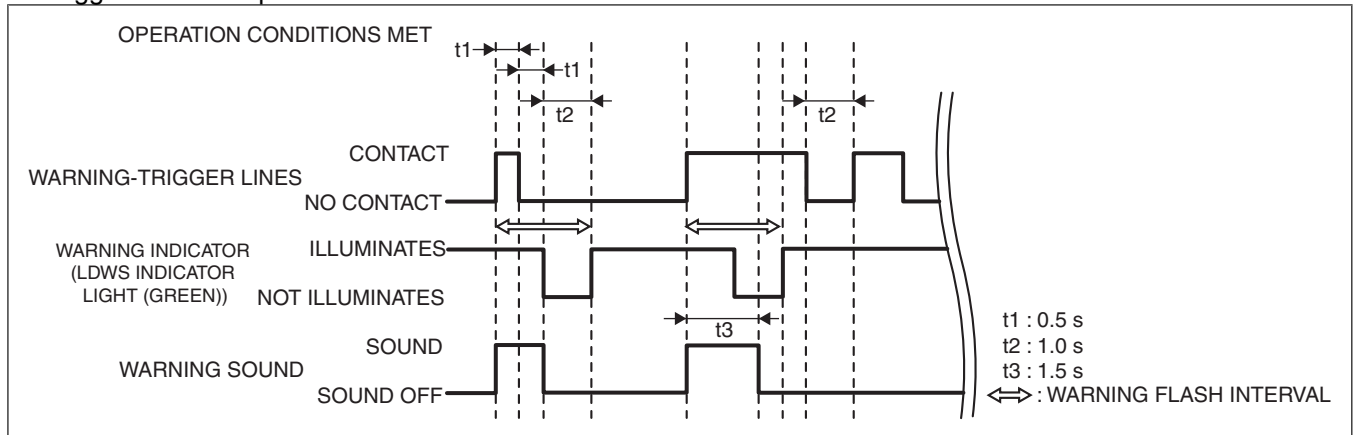 OPERATION CONDITIONS MET
t1
t1
t2
t2
CONTACT
WARNING-TRIGGER LINES
NO CONTACT
WARNING INDICATOR
(LDWS INDICATOR
LIGHT (GREEN))
ILLUMINATES
NOT ILLUMINATES
t3
SOUND
WARNING SOUND
SOUND OFF
t1 : 0.5 s
t2 : 1.0 s
t3 : 1.5 s
: WARNING FLASH INTERVAL